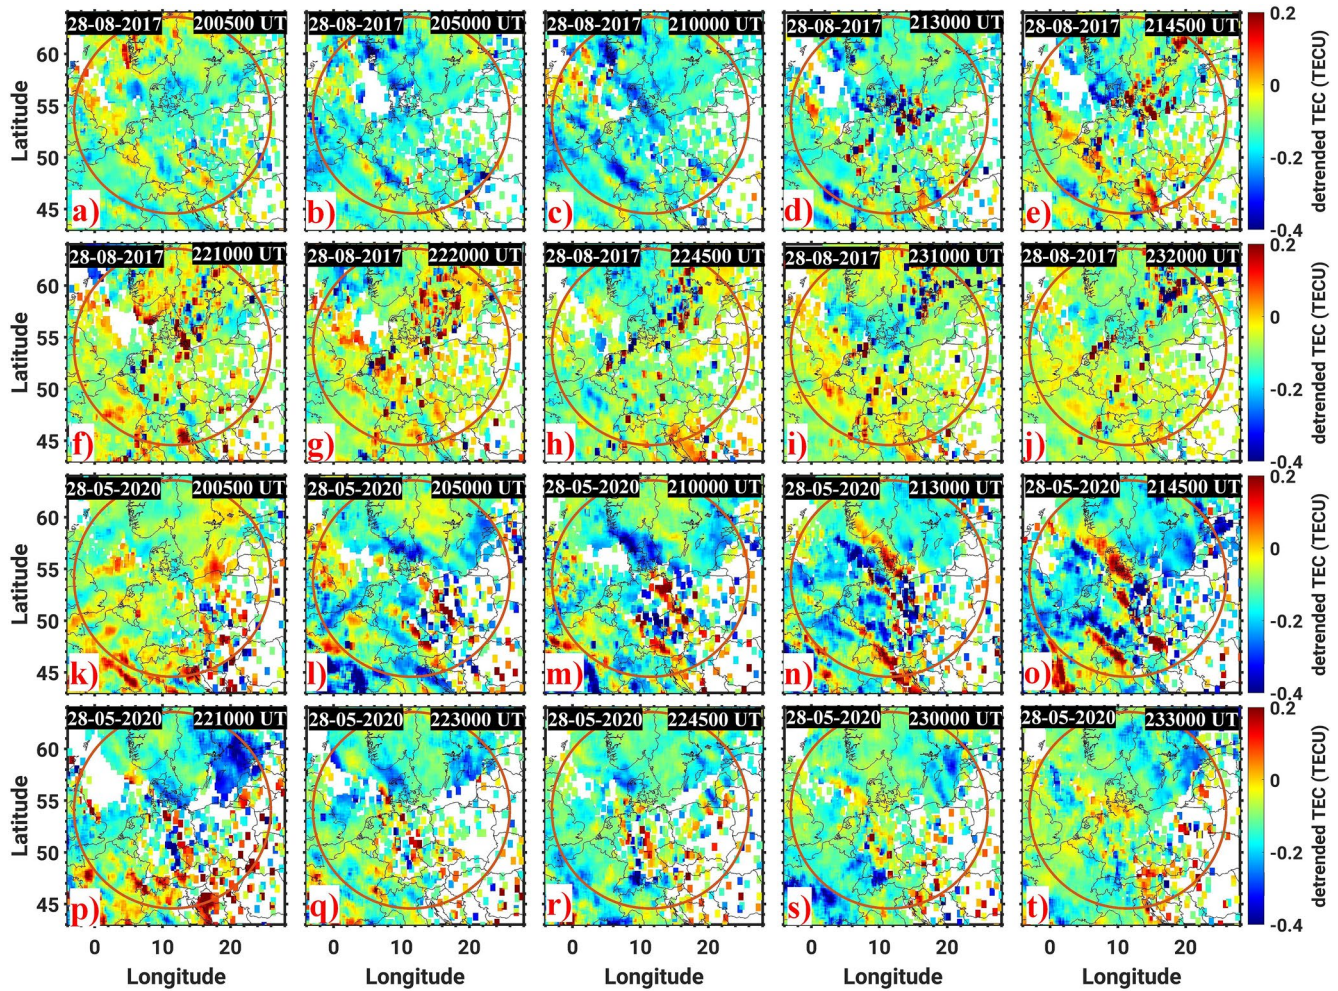 28-08-2017 200500 UT 28-08-2017 205000 UT 28-08-2017 210000 UT 28-08-2017 213000 UT 28-08-2017 214500 UT
Latitude 60 55 50 45 a) b) c) d) e) 0.2 0 -0.2 -0.4 detrended TEC (TECU)
28-08-2017 221000 UT 28-08-2017 222000 UT 28-08-2017 224500 UT 28-08-2017 231000 UT 28-08-2017 232000 UT
Latitude 60 55 50 45 f) g) h) i) j) 0.2 0 -0.2 -0.4 detrended TEC (TECU)
28-05-2020 200500 UT 28-05-2020 205000 UT 28-05-2020 210000 UT 28-05-2020 213000 UT 28-05-2020 214500 UT
Latitude 60 55 50 45 k) l) m) n) o) 0.2 0 -0.2 -0.4 detrended TEC (TECU)
28-05-2020 221000 UT 28-05-2020 223000 UT 28-05-2020 224500 UT 28-05-2020 230000 UT 28-05-2020 233000 UT
Latitude 60 55 50 45 p) q) r) s) t) 0.2 0 -0.2 -0.4 detrended TEC (TECU)
0 10 20 0 10 20 0 10 20 0 10 20 0 10 20
Longitude Longitude Longitude Longitude Longitude